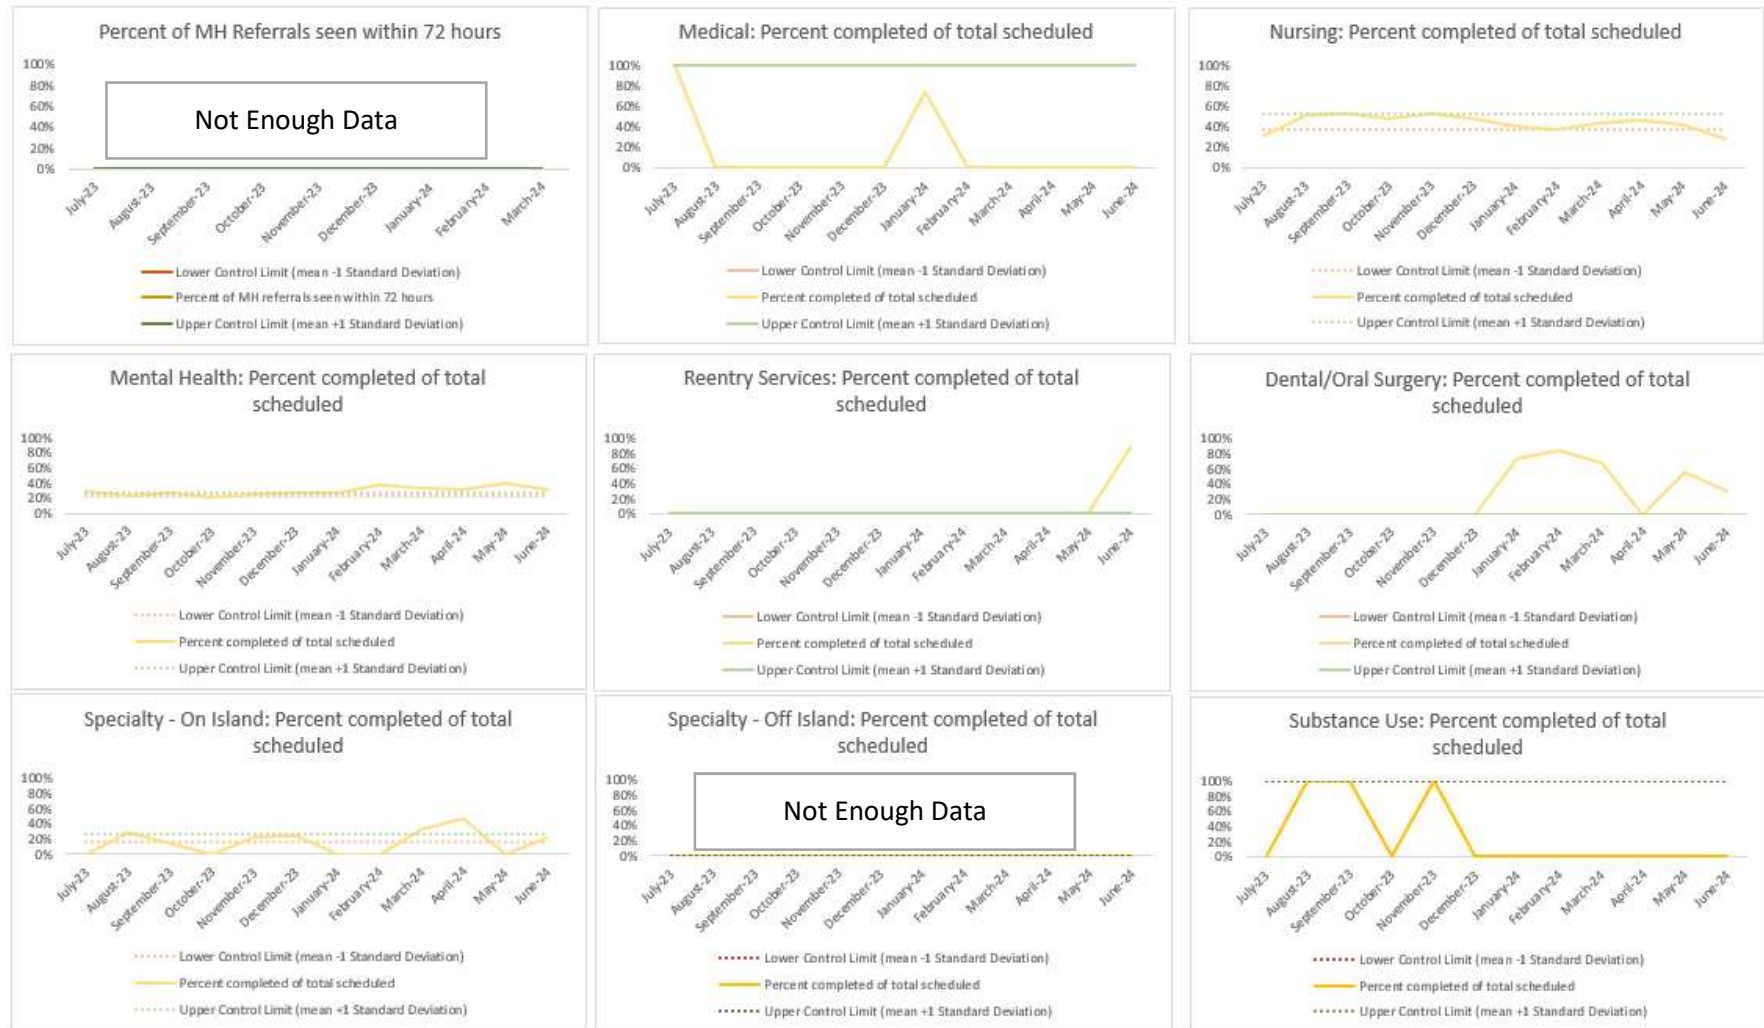 Percent of MH Referrals seen within 72 hours
100%
80%
60%
40%
20%
0%
Not Enough Data
July-23
August-23
September-23
October-23
November-23
December-23
January-24
February-24
March-24
Lower Control Limit (mean -1 Standard Deviation)
Percent of MH referrals seen within 72 hours
Upper Control Limit (mean +1 Standard Deviation)
Medical: Percent completed of total scheduled
100%
80%
60%
40%
20%
0%
July-23
August-23
September-23
October-23
November-23
December-23
January-24
February-24
March-24
April-24
May-24
June-24
Lower Control Limit (mean -1 Standard Deviation)
Percent completed of total scheduled
Upper Control Limit (mean +1 Standard Deviation)
Nursing: Percent completed of total scheduled
100%
80%
60%
40%
20%
0%
July-23
August-23
September-23
October-23
November-23
December-23
January-24
February-24
March-24
April-24
May-24
June-24
Lower Control Limit (mean -1 Standard Deviation)
Percent completed of total scheduled
Upper Control Limit (mean +1 Standard Deviation)
Mental Health: Percent completed of total
scheduled
100%
80%
60%
40%
20%
0%
July-23
August-23
September-23
October-23
November-23
December-23
January-24
February-24
March-24
April-24
May-24
June-24
Lower Control Limit (mean -1 Standard Deviation)
Percent completed of total scheduled
Upper Control Limit (mean +1 Standard Deviation)
Reentry Services: Percent completed of total
scheduled
100%
80%
60%
40%
20%
0%
July-23
August-23
September-23
October-23
November-23
December-23
January-24
February-24
March-24
April-24
May-24
June-24
Lower Control Limit (mean -1 Standard Deviation)
Percent completed of total scheduled
Upper Control Limit (mean +1 Standard Deviation)
Dental/Oral Surgery: Percent completed of total
scheduled
100%
80%
60%
40%
20%
0%
July-23
August-23
September-23
October-23
November-23
December-23
January-24
February-24
March-24
April-24
May-24
June-24
Lower Control Limit (mean -1 Standard Deviation)
Percent completed of total scheduled
Upper Control Limit (mean +1 Standard Deviation)
Specialty - On Island: Percent completed of total
scheduled
100%
80%
60%
40%
20%
0%
July-23
August-23
September-23
October-23
November-23
December-23
January-24
February-24
March-24
April-24
May-24
June-24
Lower Control Limit (mean -1 Standard Deviation)
Percent completed of total scheduled
Upper Control Limit (mean +1 Standard Deviation)
Specialty - Off Island: Percent completed of total
scheduled
100%
80%
60%
40%
20%
0%
Not Enough Data
July-23
August-23
September-23
October-23
November-23
December-23
January-24
February-24
March-24
April-24
May-24
June-24
Lower Control Limit (mean -1 Standard Deviation)
Percent completed of total scheduled
Upper Control Limit (mean +1 Standard Deviation)
Substance Use: Percent completed of total
scheduled
100%
80%
60%
40%
20%
0%
July-23
August-23
September-23
October-23
November-23
December-23
January-24
February-24
March-24
April-24
May-24
June-24
Lower Control Limit (mean -1 Standard Deviation)
Percent completed of total scheduled
Upper Control Limit (mean +1 Standard Deviation)